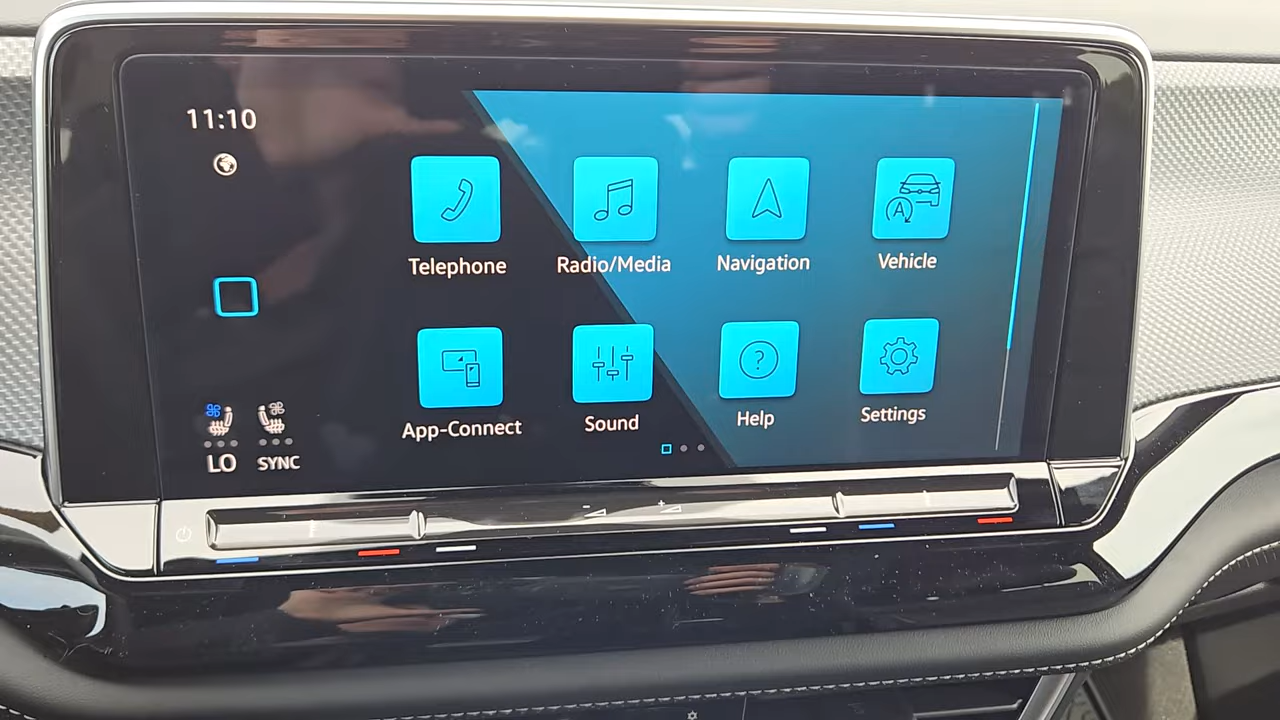 11:10
Telephone Radio/Media Navigation Vehicle
A
App-Connect Sound Help Settings
?
LO SYNC
- +